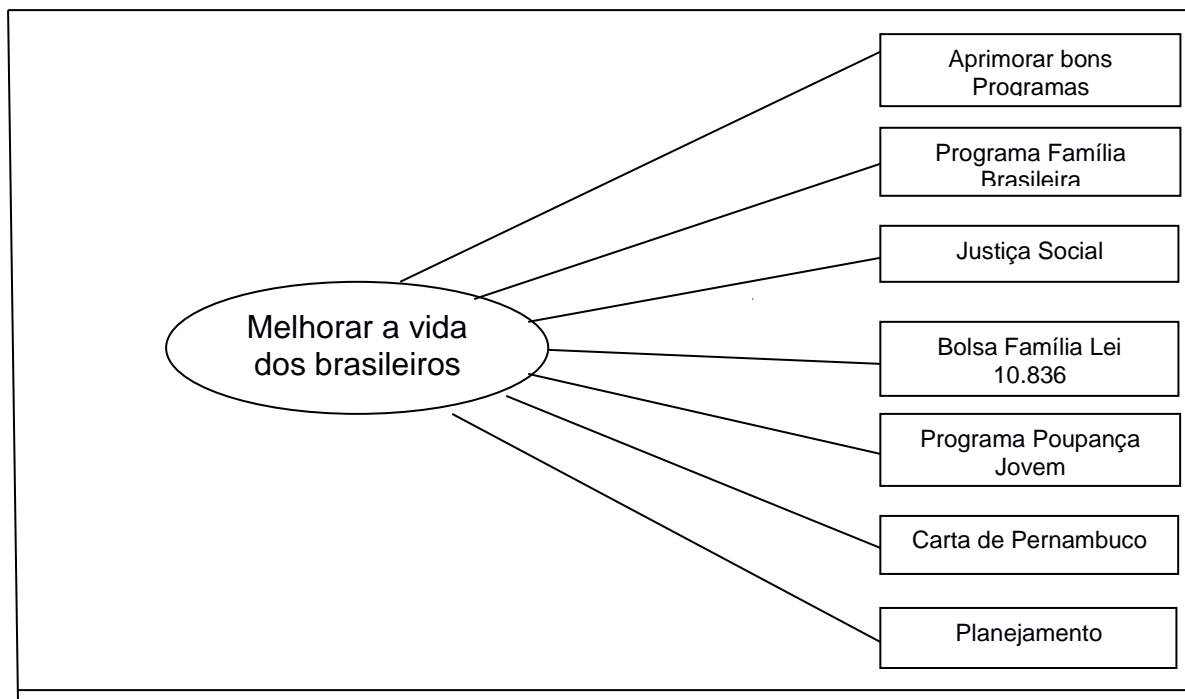 Aprimorar bons
Programas
Programa Família
Brasileira
Justiça Social
Melhorar a vida
dos brasileiros
Bolsa Família Lei
10.836
Programa Poupança
Jovem
Carta de Pernambuco
Planejamento